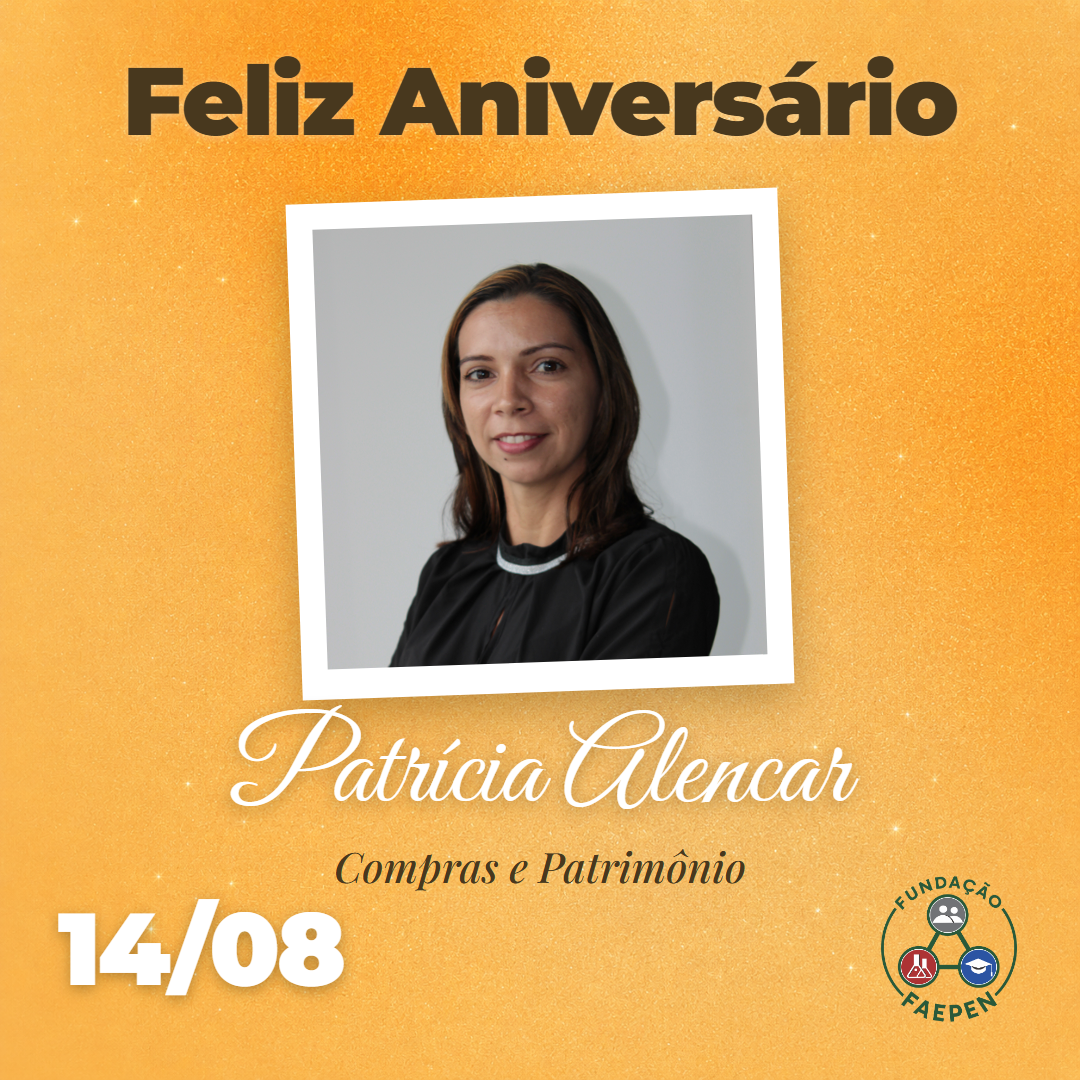 Feliz Aniversário
Patrícia Alencar
Compras e Patrimônio
14/08
FUNDAÇÃO
FAEPEN